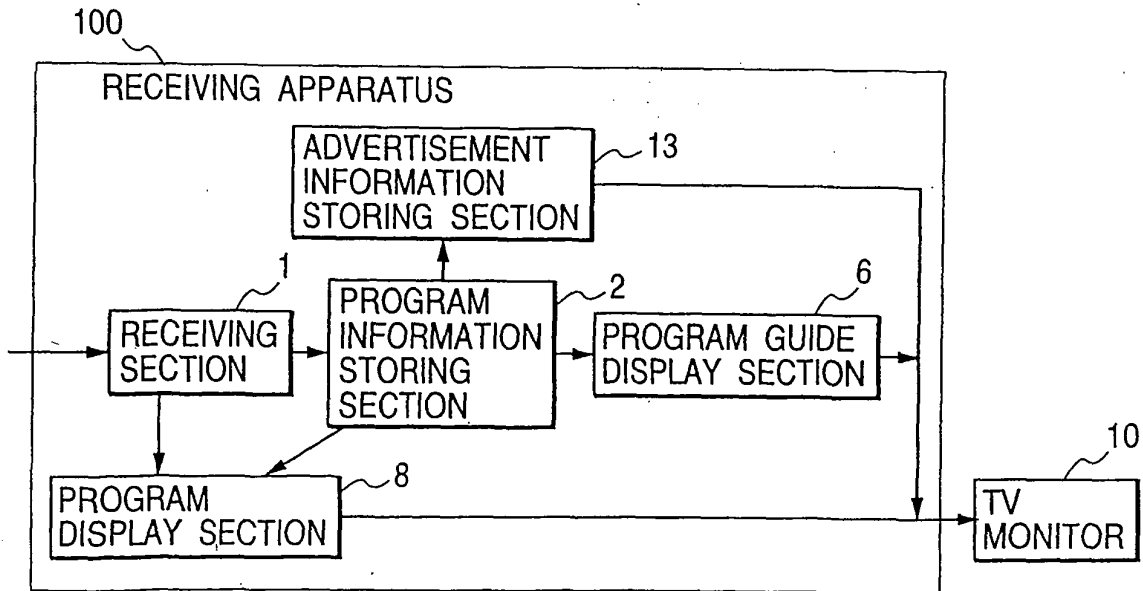 100
RECEIVING APPARATUS
ADVERTISEMENT
INFORMATION
STORING SECTION
13
1
RECEIVING
SECTION
PROGRAM
INFORMATION
STORING
SECTION
2
6
PROGRAM GUIDE
DISPLAY SECTION
PROGRAM
DISPLAY SECTION
8
10
TV
MONITOR